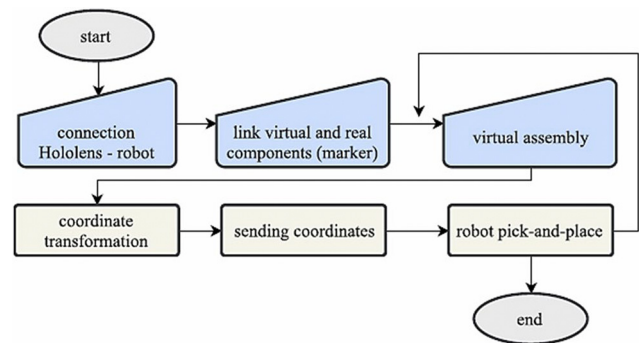 start
connection
Hololens - robot
link virtual and real
components (marker)
virtual assembly
coordinate
transformation
sending coordinates
robot pick-and-place
end